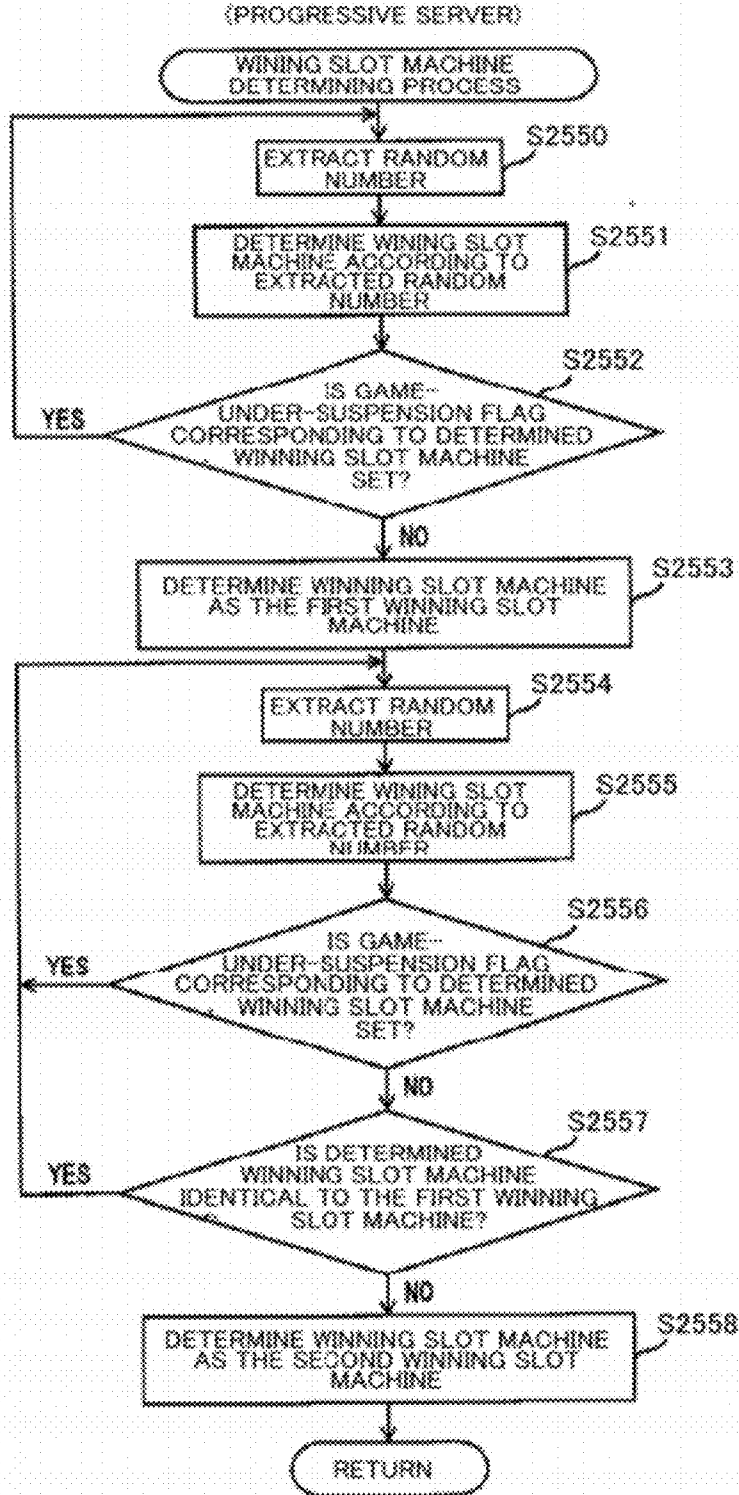 (PROGRESSIVE SERVER)
WINING SLOT MACHINE
DETERMINING PROCESS
S2550
EXTRACT RANDOM
NUMBER
S2551
DETERMINE WINING SLOT
MACHINE ACCORDING TO
EXTRACTED RANDOM
NUMBER
S2552
IS GAME-
UNDER-SUSPENSION FLAG
CORRESPONDING TO DETERMINED
WINNING SLOT MACHINE
SET?
YES
NO
S2553
DETERMINE WINNING SLOT MACHINE
AS THE FIRST WINNING SLOT
MACHINE
S2554
EXTRACT RANDOM
NUMBER
S2555
DETERMINE WINING SLOT
MACHINE ACCORDING TO
EXTRACTED RANDOM
NUMBER
S2556
IS GAME-
UNDER-SUSPENSION FLAG
CORRESPONDING TO DETERMINED
WINNING SLOT MACHINE
SET?
YES
NO
S2557
IS DETERMINED
WINNING SLOT MACHINE
IDENTICAL TO THE FIRST WINNING
SLOT MACHINE?
YES
NO
S2558
DETERMINE WINNING SLOT MACHINE
AS THE SECOND WINNING SLOT
MACHINE
RETURN